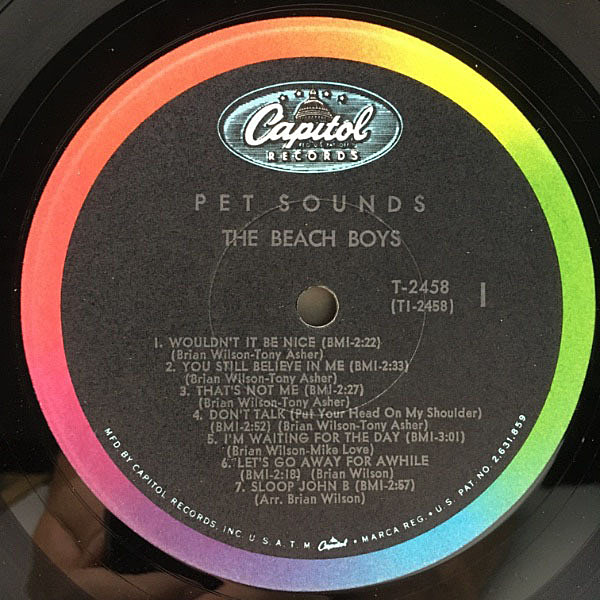 Capitol
RECORDS
PET SOUNDS
THE BEACH BOYS
T-2458
(T1-2458)
1
1. WOULDN'T IT BE NICE (BMI-2:22)
(Brian Wilson-Tony Asher)
2. YOU STILL BELIEVE IN ME (BMI-2:33)
(Brian Wilson-Tony Asher)
3. THAT'S NOT ME (BMI-2:27)
(Brian Wilson-Tony Asher)
4. DON'T TALK (Put Your Head On My Shoulder)
(BMI-2:52) (Brian Wilson-Tony Asher)
5. I'M WAITING FOR THE DAY (BMI-3:01)
(Brian Wilson-Mike Love)
6. LET'S GO AWAY FOR AWHILE
(BMI-2:18) (Brian Wilson)
7. SLOOP JOHN B (BMI-2:57)
(Arr. Brian Wilson)
MFD BY CAPITOL RECORDS, INC. U.S.A. T.M. Capitol • MARCA REG. • U.S. PAT. NO. 2,631,859